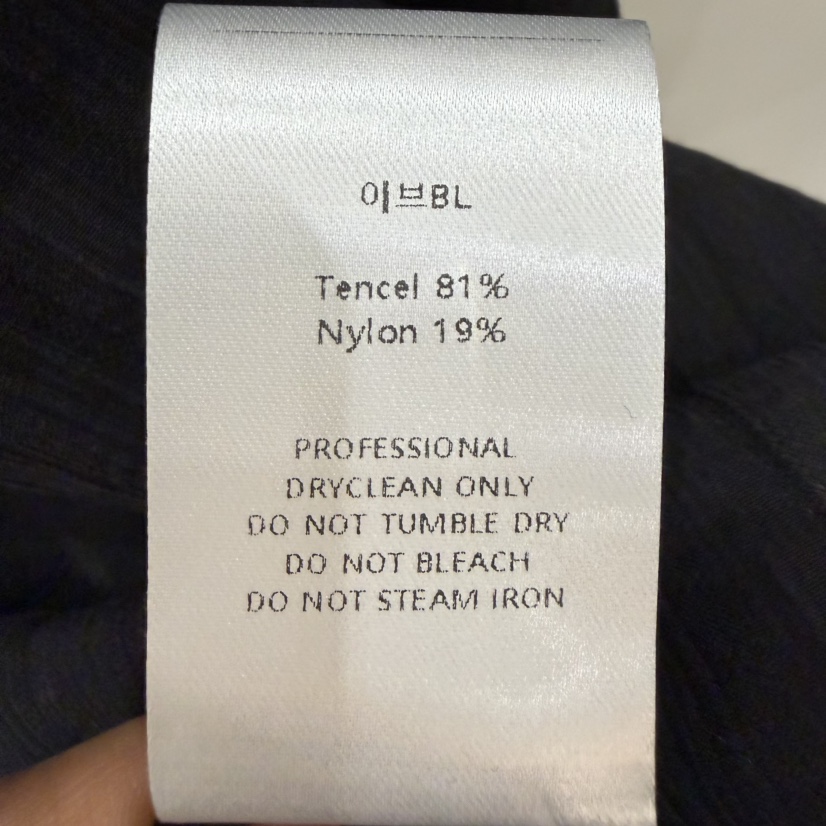 이브BL
Tencel 81%
Nylon 19%
PROFESSIONAL
DRYCLEAN ONLY
DO NOT TUMBLE DRY
DO NOT BLEACH
DO NOT STEAM IRON